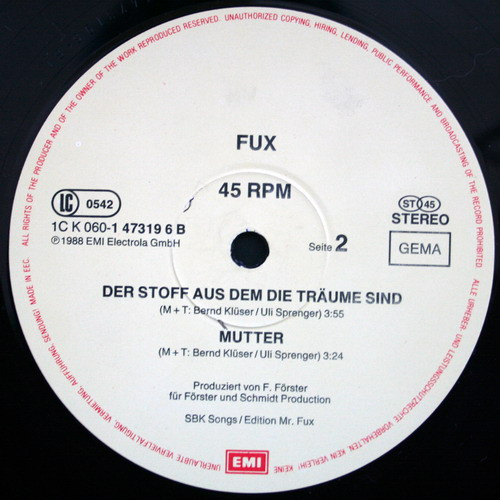 ALL RIGHTS OF THE PRODUCER AND OF THE OWNER OF THE WORK REPRODUCED RESERVED. UNAUTHORIZED COPYING, HIRING, LENDING, PUBLIC PERFORMANCE AND BROADCASTING OF THE RECORD PROHIBITED.
FUX
45 RPM
LC 0542
1C K 060-1 47319 6 B
℗ 1988 EMI Electrola GmbH
ST 45
STEREO
GEMA
Seite 2
DER STOFF AUS DEM DIE TRÄUME SIND
(M + T: Bernd Klüser / Uli Sprenger) 3:55
MUTTER
(M + T: Bernd Klüser / Uli Sprenger) 3:24
Produziert von F. Förster
für Förster und Schmidt Production
SBK Songs / Edition Mr. Fux
EMI
ALLE URHEBER- UND LEISTUNGSSCHUTZRECHTE VORBEHALTEN. KEIN VERLEIH! KEINE UNERLAUBTE VERVIELFÄLTIGUNG, VERMIETUNG, AUFFÜHRUNG, SENDUNG! MADE IN EEC.